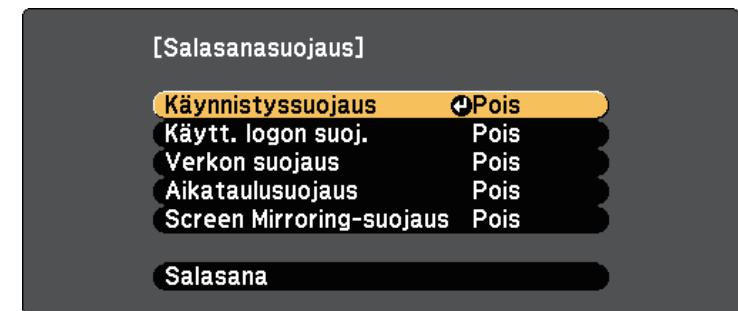 [Salasanasuojaus]
Käynnistyssuojaus Pois
Käytt. logon suoj. Pois
Verkon suojaus Pois
Aikataulusuojaus Pois
Screen Mirroring-suojaus Pois
Salasana